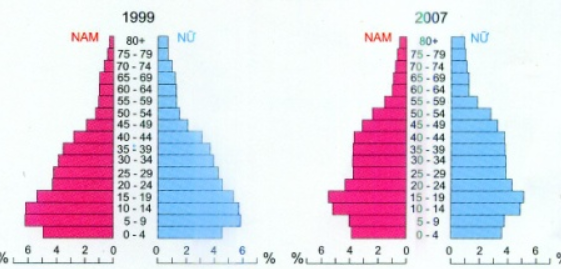 1999
NAM 80+ NỮ
75 - 79
70 - 74
65 - 69
60 - 64
55 - 59
50 - 54
45 - 49
40 - 44
35 - 39
30 - 34
25 - 29
20 - 24
15 - 19
10 - 14
5 - 9
0 - 4
% 6 4 2 0 0 2 4 6 %
2007
NAM 80+ NỮ
75 - 79
70 - 74
65 - 69
60 - 64
55 - 59
50 - 54
45 - 49
40 - 44
35 - 39
30 - 34
25 - 29
20 - 24
15 - 19
10 - 14
5 - 9
0 - 4
% 6 4 2 0 0 2 4 6 %